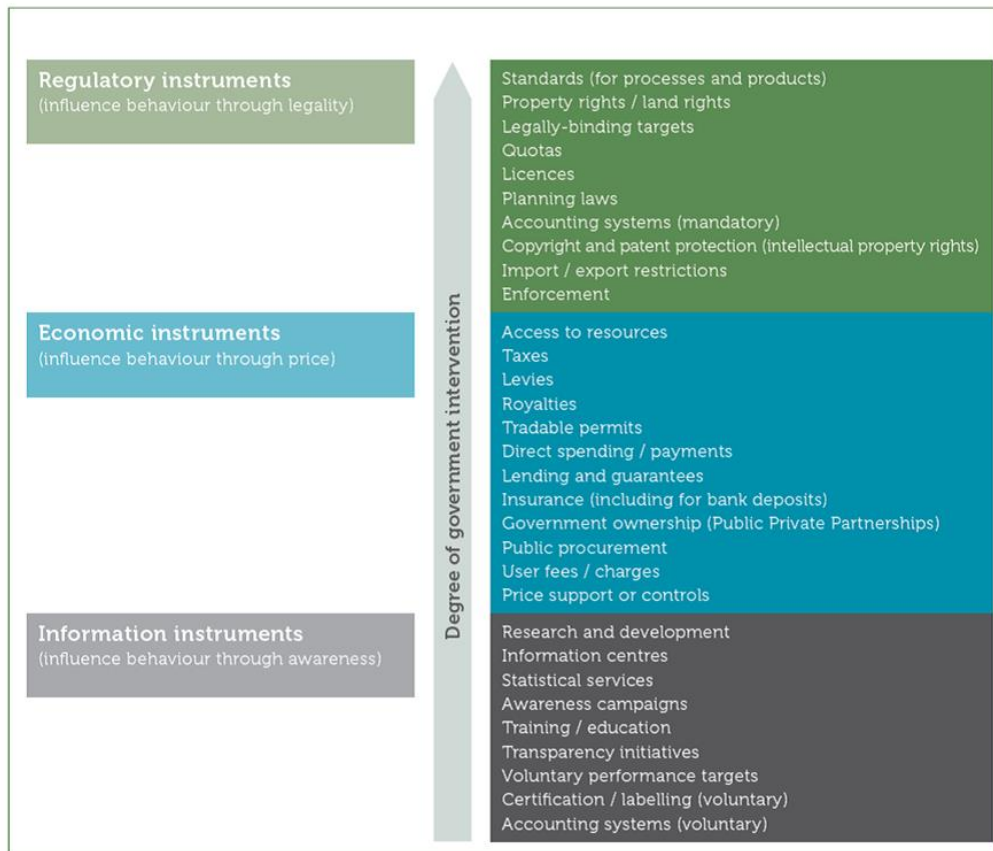 Regulatory instruments
(influence behaviour through legality)
Standards (for processes and products)
Property rights / land rights
Legally-binding targets
Quotas
Licences
Planning laws
Accounting systems (mandatory)
Copyright and patent protection (intellectual property rights)
Import / export restrictions
Enforcement
Degree of government intervention
Economic instruments
(influence behaviour through price)
Access to resources
Taxes
Levies
Royalties
Tradable permits
Direct spending / payments
Lending and guarantees
Insurance (including for bank deposits)
Government ownership (Public Private Partnerships)
Public procurement
User fees / charges
Price support or controls
Information instruments
(influence behaviour through awareness)
Research and development
Information centres
Statistical services
Awareness campaigns
Training / education
Transparency initiatives
Voluntary performance targets
Certification / labelling (voluntary)
Accounting systems (voluntary)